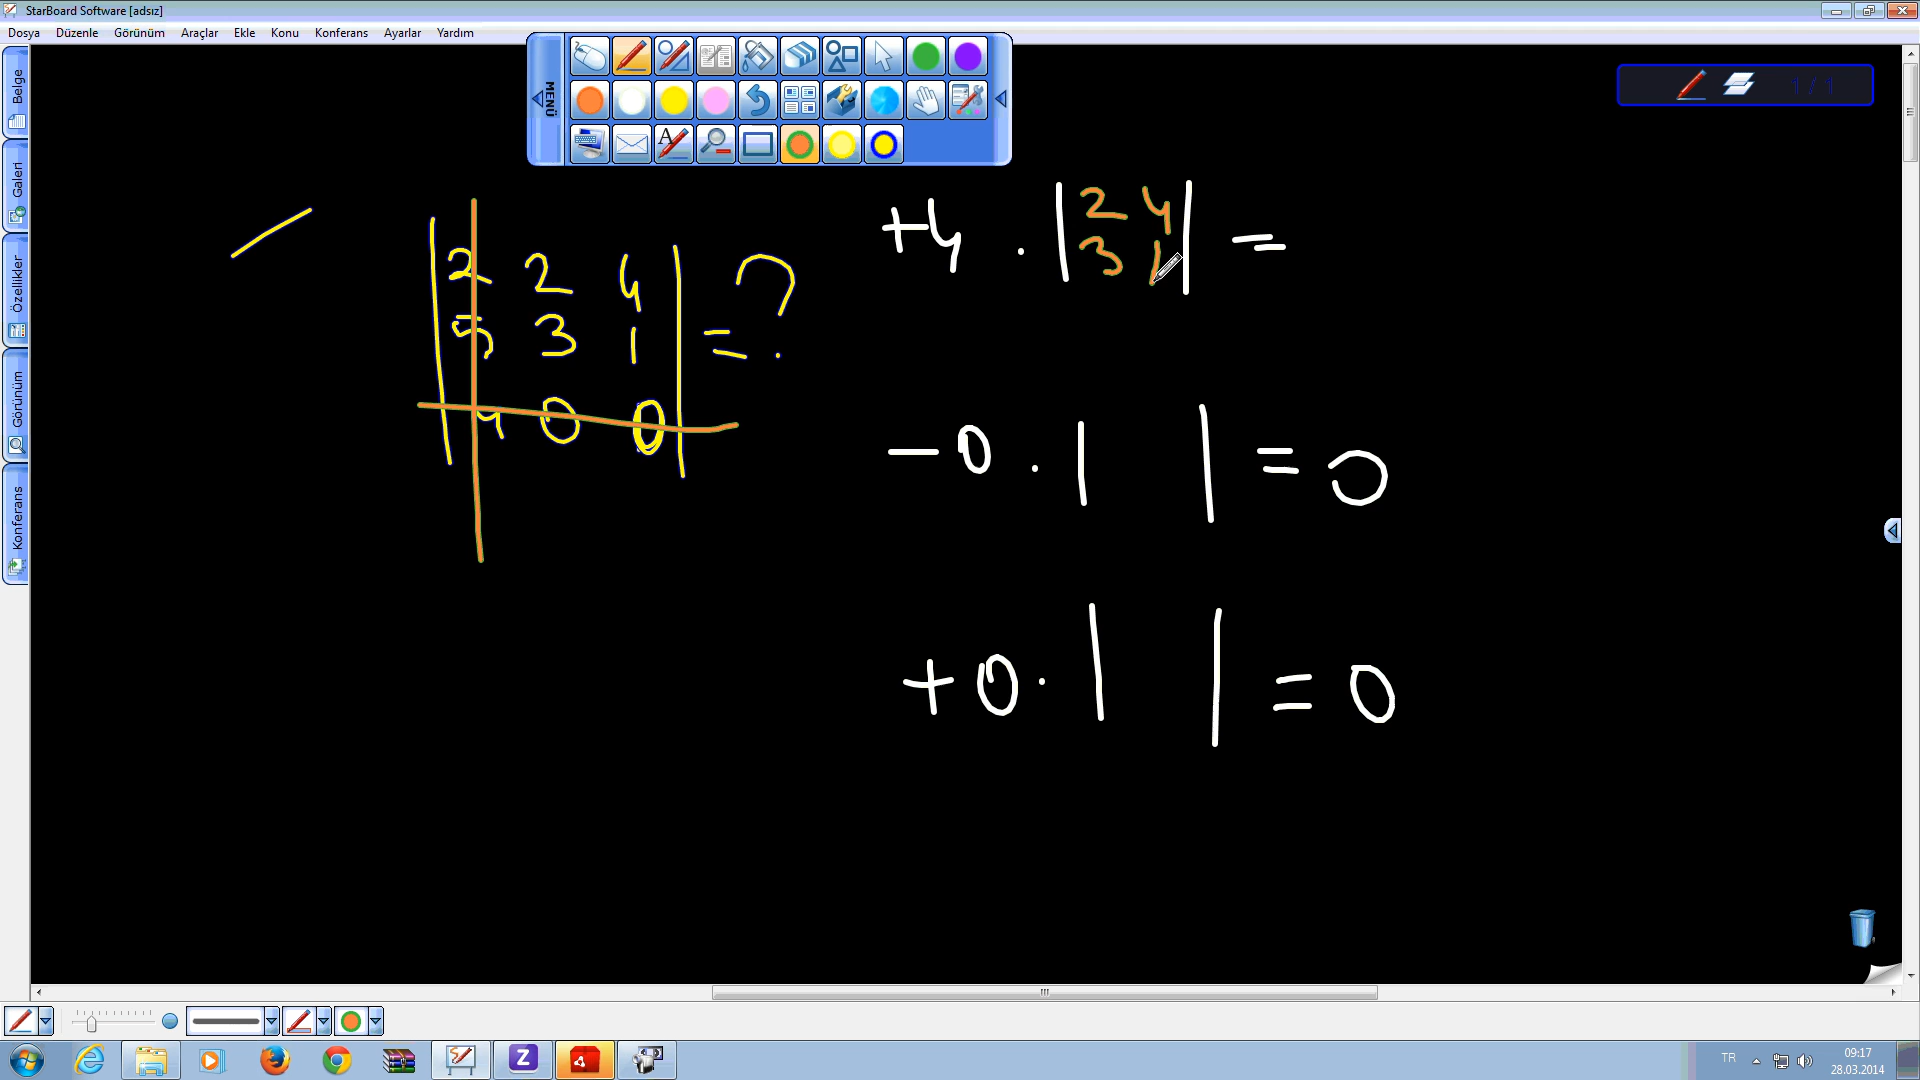 StarBoard Software [adsız]
Dosya Düzenle Görünüm Araçlar Ekle Konu Konferans Ayarlar Yardım
MENÜ
A
1 / 1
Belge
Galeri
Özellikler
Görünüm
Konferans
2 2 4
5 3 1 = ?
4 0 0
+4 . | 2 4 | =
3 1
- 0 . | | = 0
+ 0 . | | = 0
Z
TR
09:17
28.03.2014